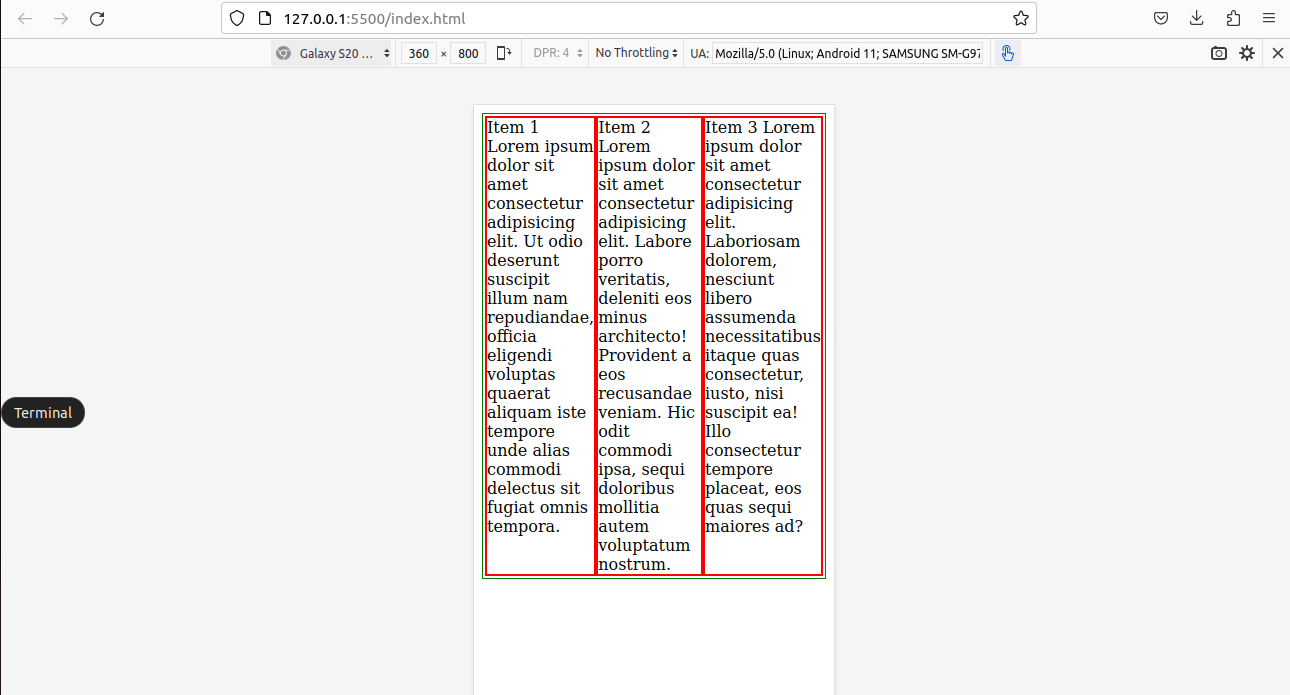 127.0.0.1:5500/index.html
Galaxy S20 ... 360 × 800 DPR: 4 No Throttling UA: Mozilla/5.0 (Linux; Android 11; SAMSUNG SM-G97
Item 1
Lorem ipsum
dolor sit
amet
consectetur
adipisicing
elit. Ut odio
deserunt
suscipit
illum nam
repudiandae,
officia
eligendi
voluptas
quaerat
aliquam iste
tempore
unde alias
commodi
delectus sit
fugiat omnis
tempora.
Item 2
Lorem
ipsum dolor
sit amet
consectetur
adipisicing
elit. Labore
porro
veritatis,
deleniti eos
minus
architecto!
Provident a
eos
recusandae
veniam. Hic
odit
commodi
ipsa, sequi
doloribus
mollitia
autem
voluptatum
nostrum.
Item 3 Lorem
ipsum dolor
sit amet
consectetur
adipisicing
elit.
Laboriosam
dolorem,
nesciunt
libero
assumenda
necessitatibus
itaque quas
consectetur,
iusto, nisi
suscipit ea!
Illo
consectetur
tempore
placeat, eos
quas sequi
maiores ad?
Terminal